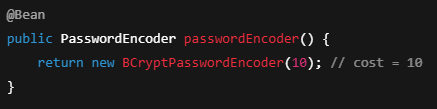 @Bean
public PasswordEncoder passwordEncoder() {
    return new BCryptPasswordEncoder(10); // cost = 10
}